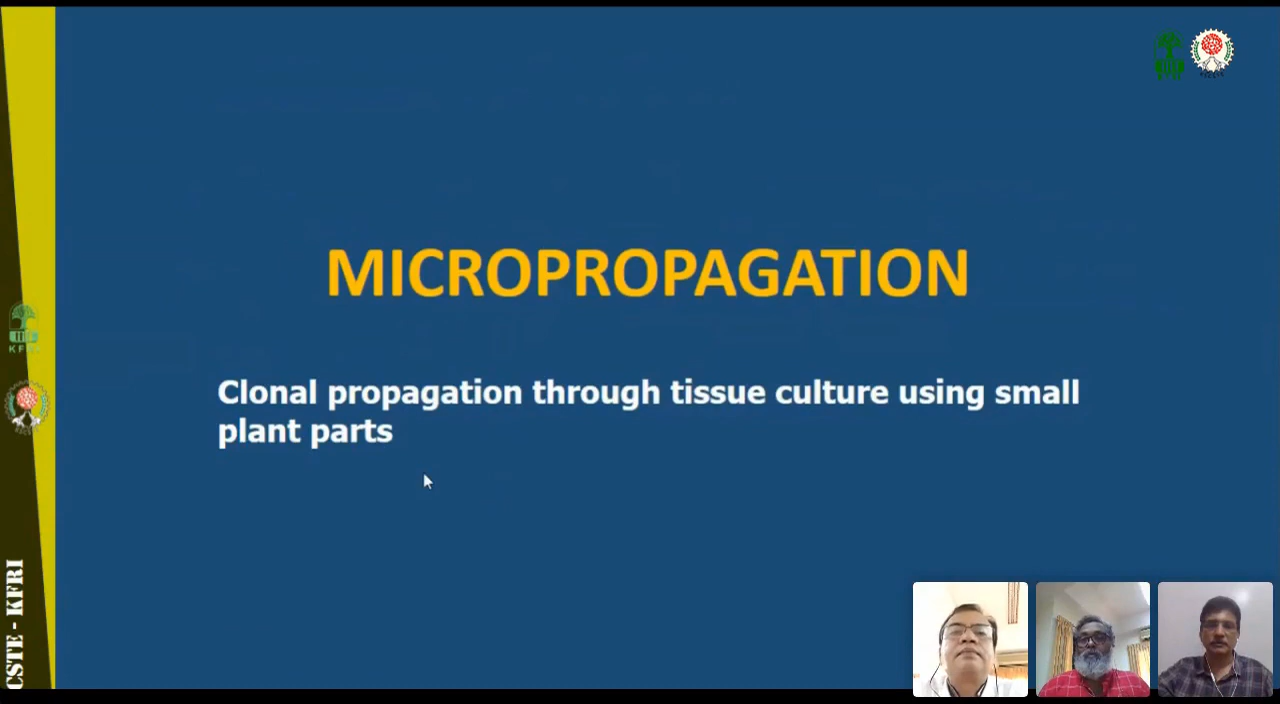 MICROPROPAGATION
Clonal propagation through tissue culture using small
plant parts
CSTE - KFRI